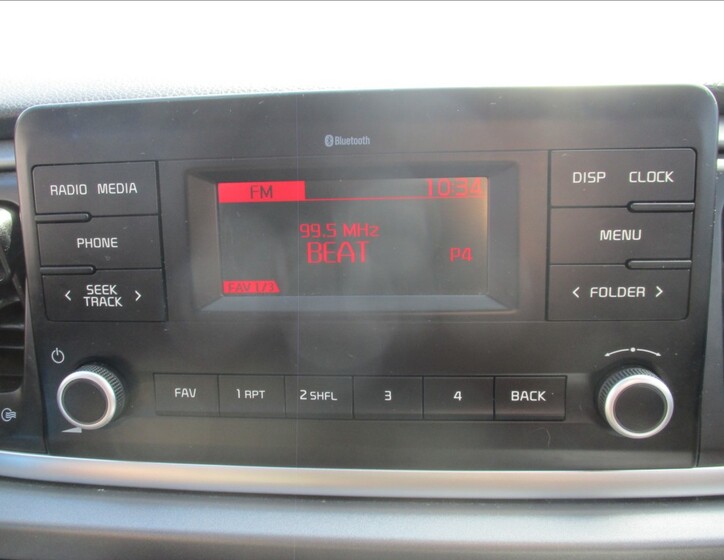 Bluetooth
RADIO MEDIA
PHONE
< SEEK >
TRACK
FM
10:34
99.5 MHz
BEAT
P4
FAV 1/3
DISP CLOCK
MENU
< FOLDER >
FAV
1 RPT
2 SHFL
3
4
BACK